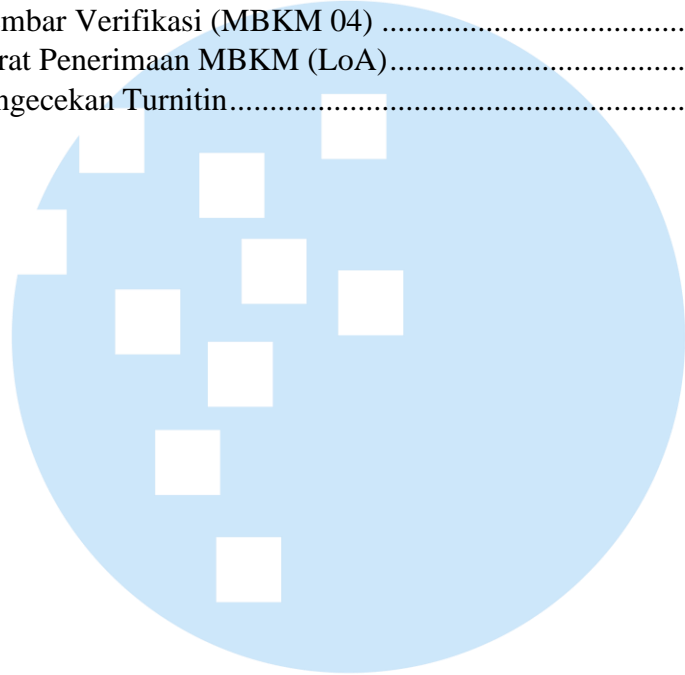 mbar Verifikasi (MBKM 04) ......................................
rat Penerimaan MBKM (LoA).....................................
ngecekan Turnitin.........................................................